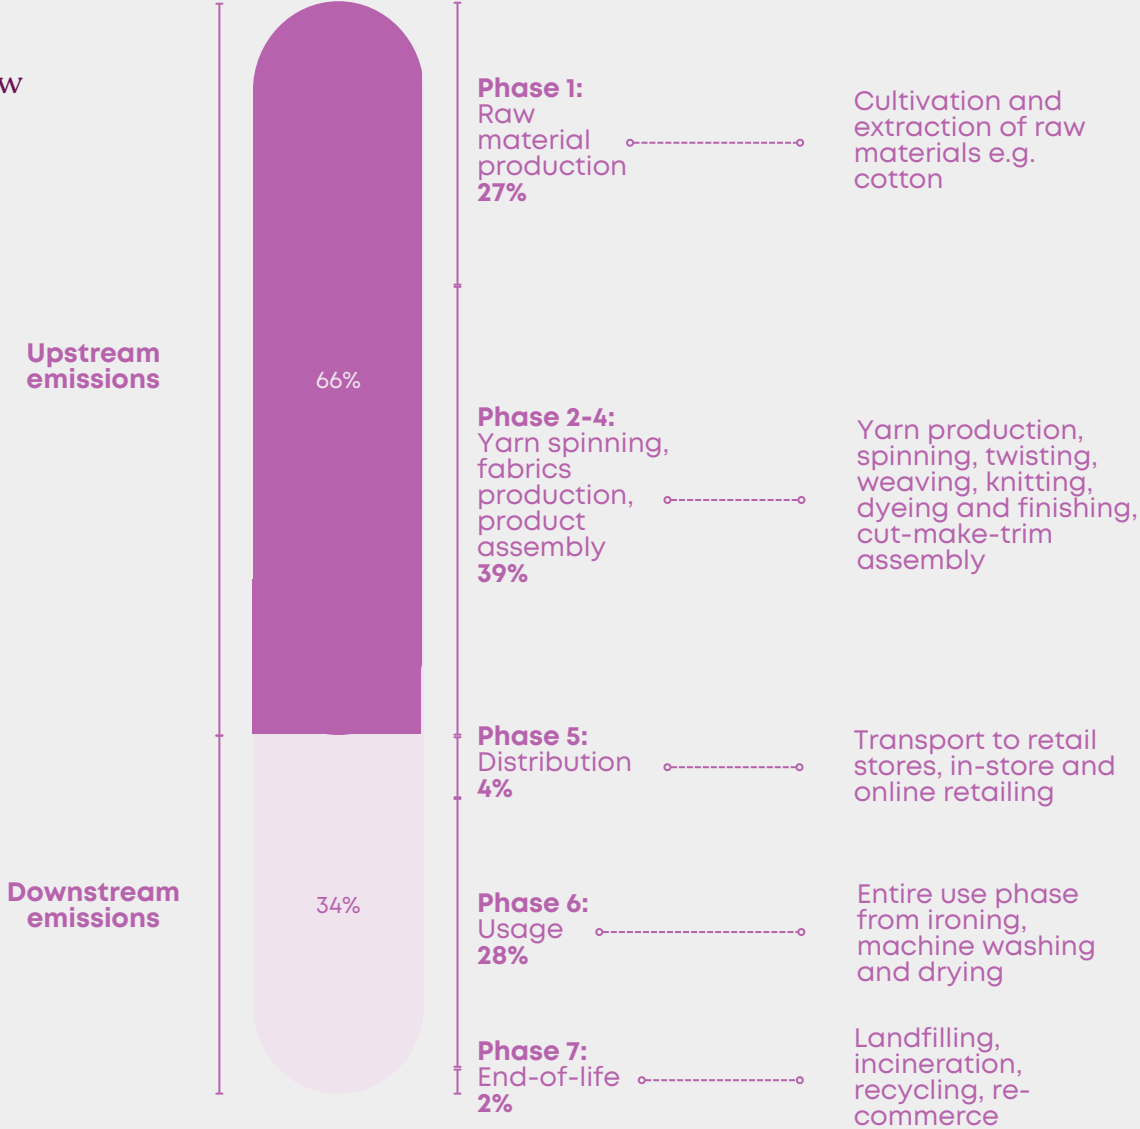 w
Upstream
emissions
66%
Phase 1:
Raw
material
production
27%
Cultivation and
extraction of raw
materials e.g.
cotton
Phase 2-4:
Yarn spinning,
fabrics
production,
product
assembly
39%
Yarn production,
spinning, twisting,
weaving, knitting,
dyeing and finishing,
cut-make-trim
assembly
Downstream
emissions
34%
Phase 5:
Distribution
4%
Transport to retail
stores, in-store and
online retailing
Phase 6:
Usage
28%
Entire use phase
from ironing,
machine washing
and drying
Phase 7:
End-of-life
2%
Landfilling,
incineration,
recycling, re-
commerce